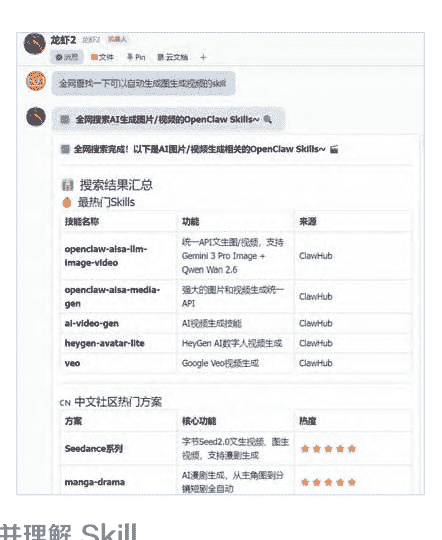 龙虾2 龙虾2 机器人
消息 文件 Pin 云文档 +
全网查找一下可以自动生成图生成视频的skill
全网搜索AI生成图片/视频的OpenClaw Skills~
全网搜索完成！以下是AI图片/视频生成相关的OpenClaw Skills~
搜索结果汇总
最热门Skills
技能名称 功能 来源
openclaw-aisa-llm-image-video 统一API文生图/视频，支持Gemini 3 Pro Image + Qwen Wan 2.6 ClawHub
openclaw-aisa-media-gen 强大的图片和视频生成统一API ClawHub
ai-video-gen AI视频生成技能 ClawHub
heygen-avatar-lite HeyGen AI数字人视频生成 ClawHub
veo Google Veo视频生成 ClawHub
CN 中文社区热门方案
方案 核心功能 热度
Seedance系列 字节Seed2.0文生视频、图生视频，支持漫剧生成
manga-drama AI漫剧生成，从主角图到分镜短剧全自动
并理解 Skill